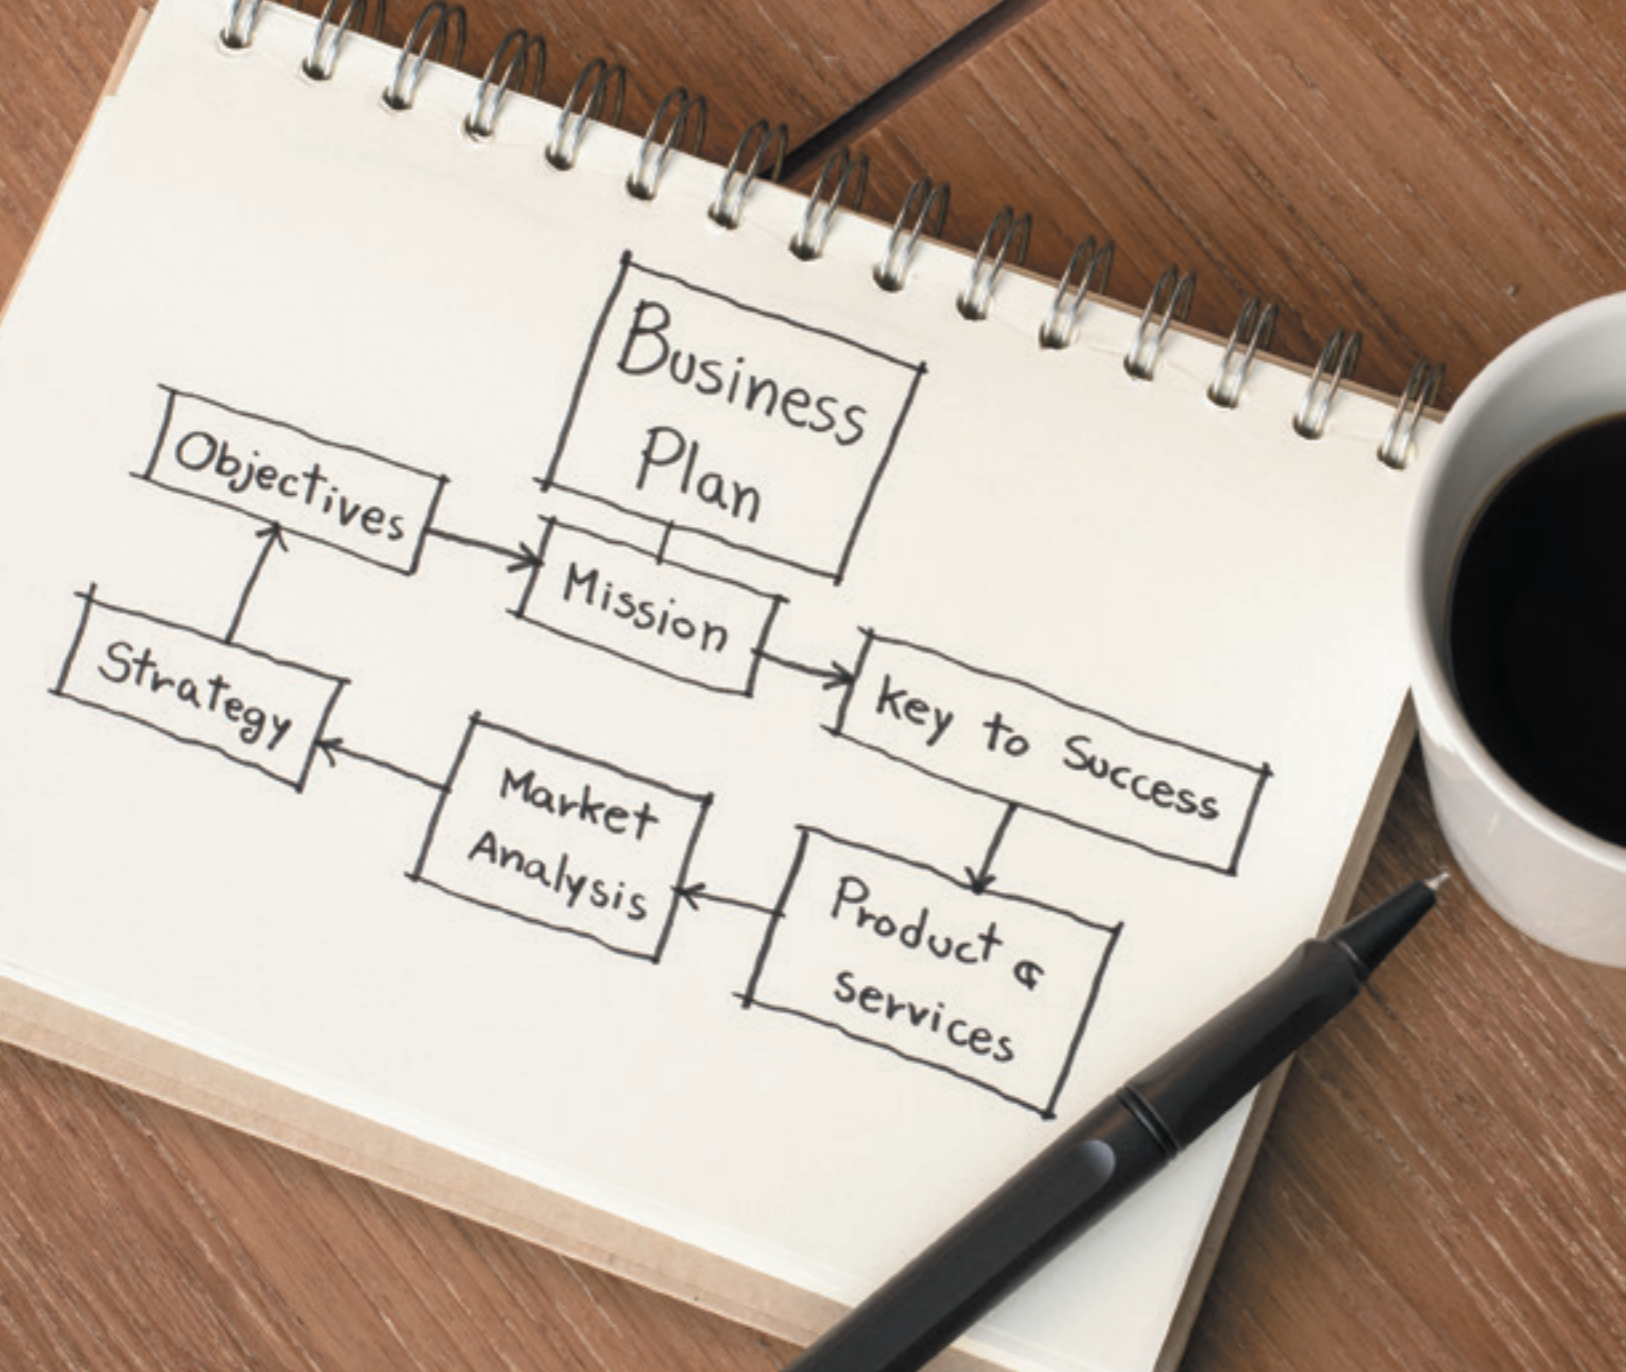 Business
Plan
Objectives
Mission
Key to Success
Strategy
Market
Analysis
Product &
services